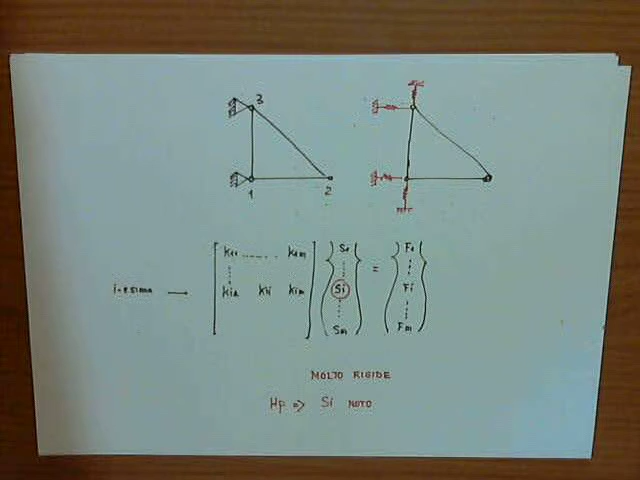 3
1 2
K11 ...... K1m S1 F1
i-esima → Ki1 Kii Kim Si = Fi
Sm Fm
MOLTO RIGIDE
Hp => Si NOTO